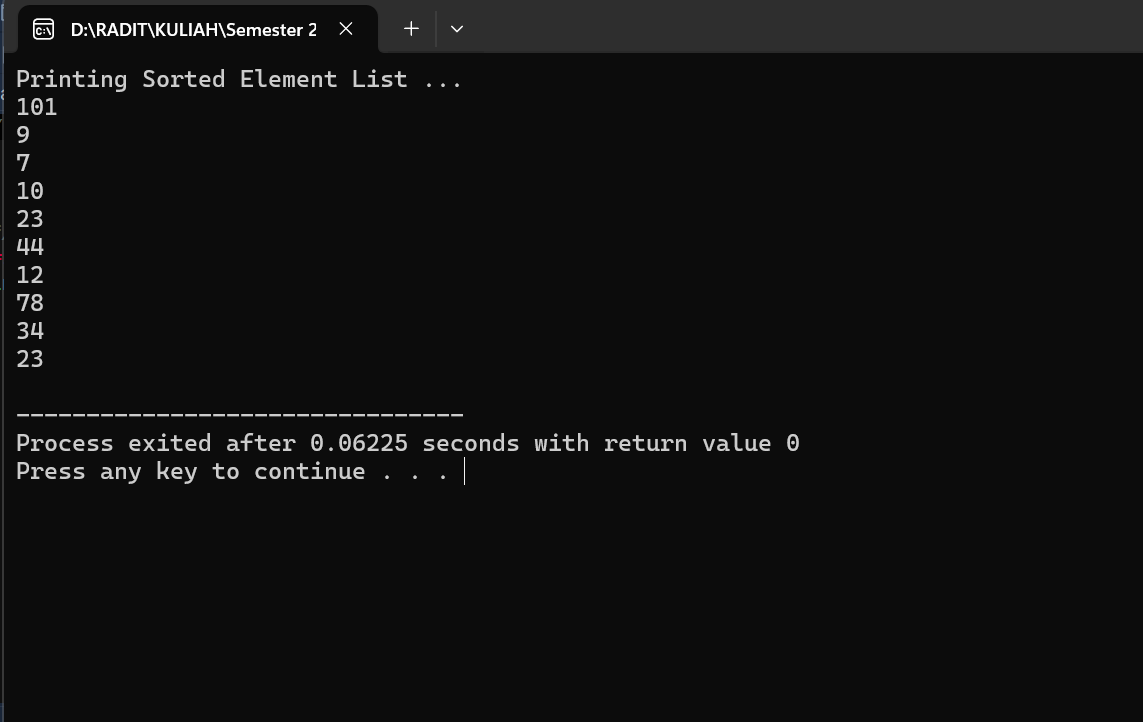 D:\RADIT\KULIAH\Semester 2
Printing Sorted Element List ...
101
9
7
10
23
44
12
78
34
23
--------------------------------
Process exited after 0.06225 seconds with return value 0
Press any key to continue . . .